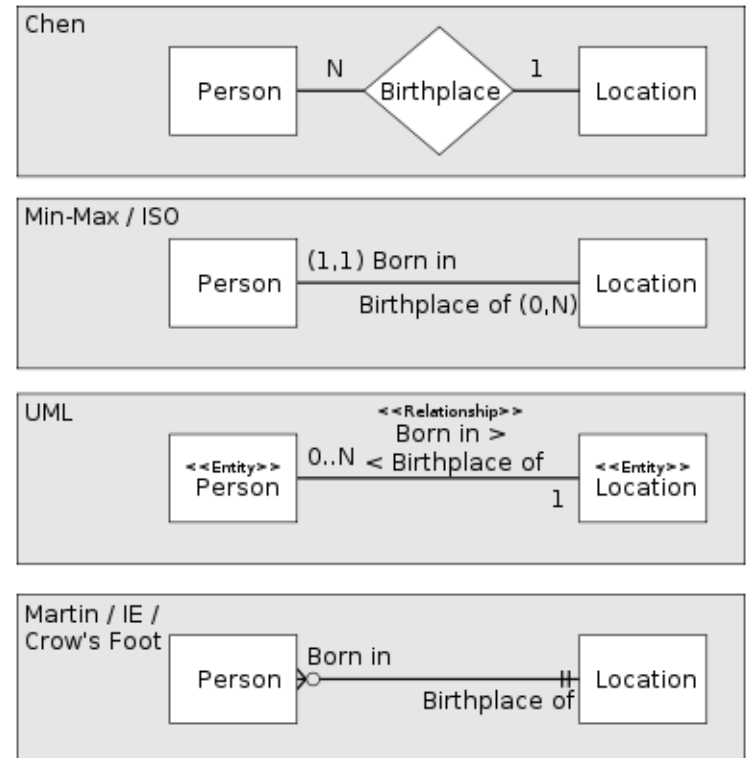 Chen
Person
N
Birthplace
1
Location
Min-Max / ISO
Person
(1,1) Born in
Birthplace of (0,N)
Location
UML
<<Entity>>
Person
0..N
<<Relationship>>
Born in >
< Birthplace of
1
<<Entity>>
Location
Martin / IE /
Crow's Foot
Person
Born in
Birthplace of
Location